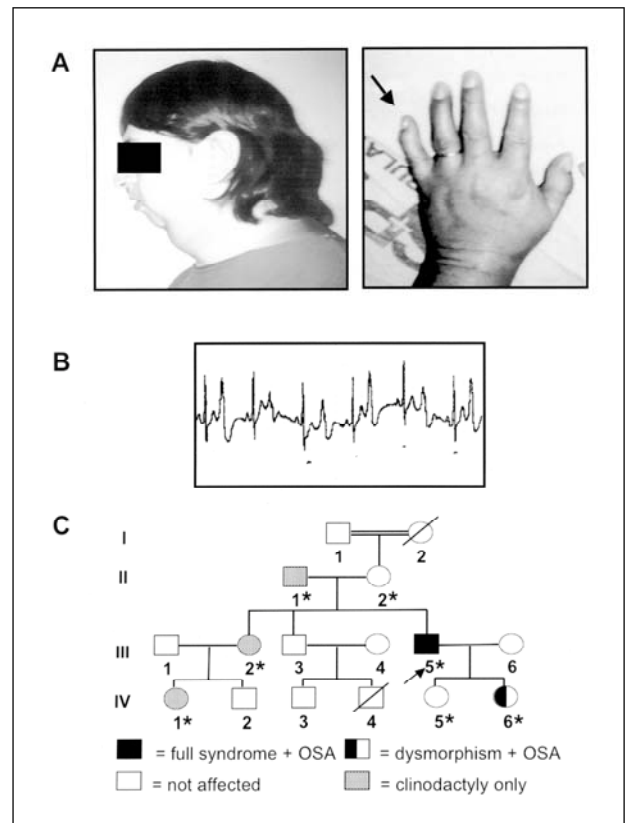 A
B
C
I
1 2
II
1* 2*
III
1 2* 3 4 5* 6
IV
1* 2 3 4 5* 6*
= full syndrome + OSA = dysmorphism + OSA
= not affected = clinodactyly only